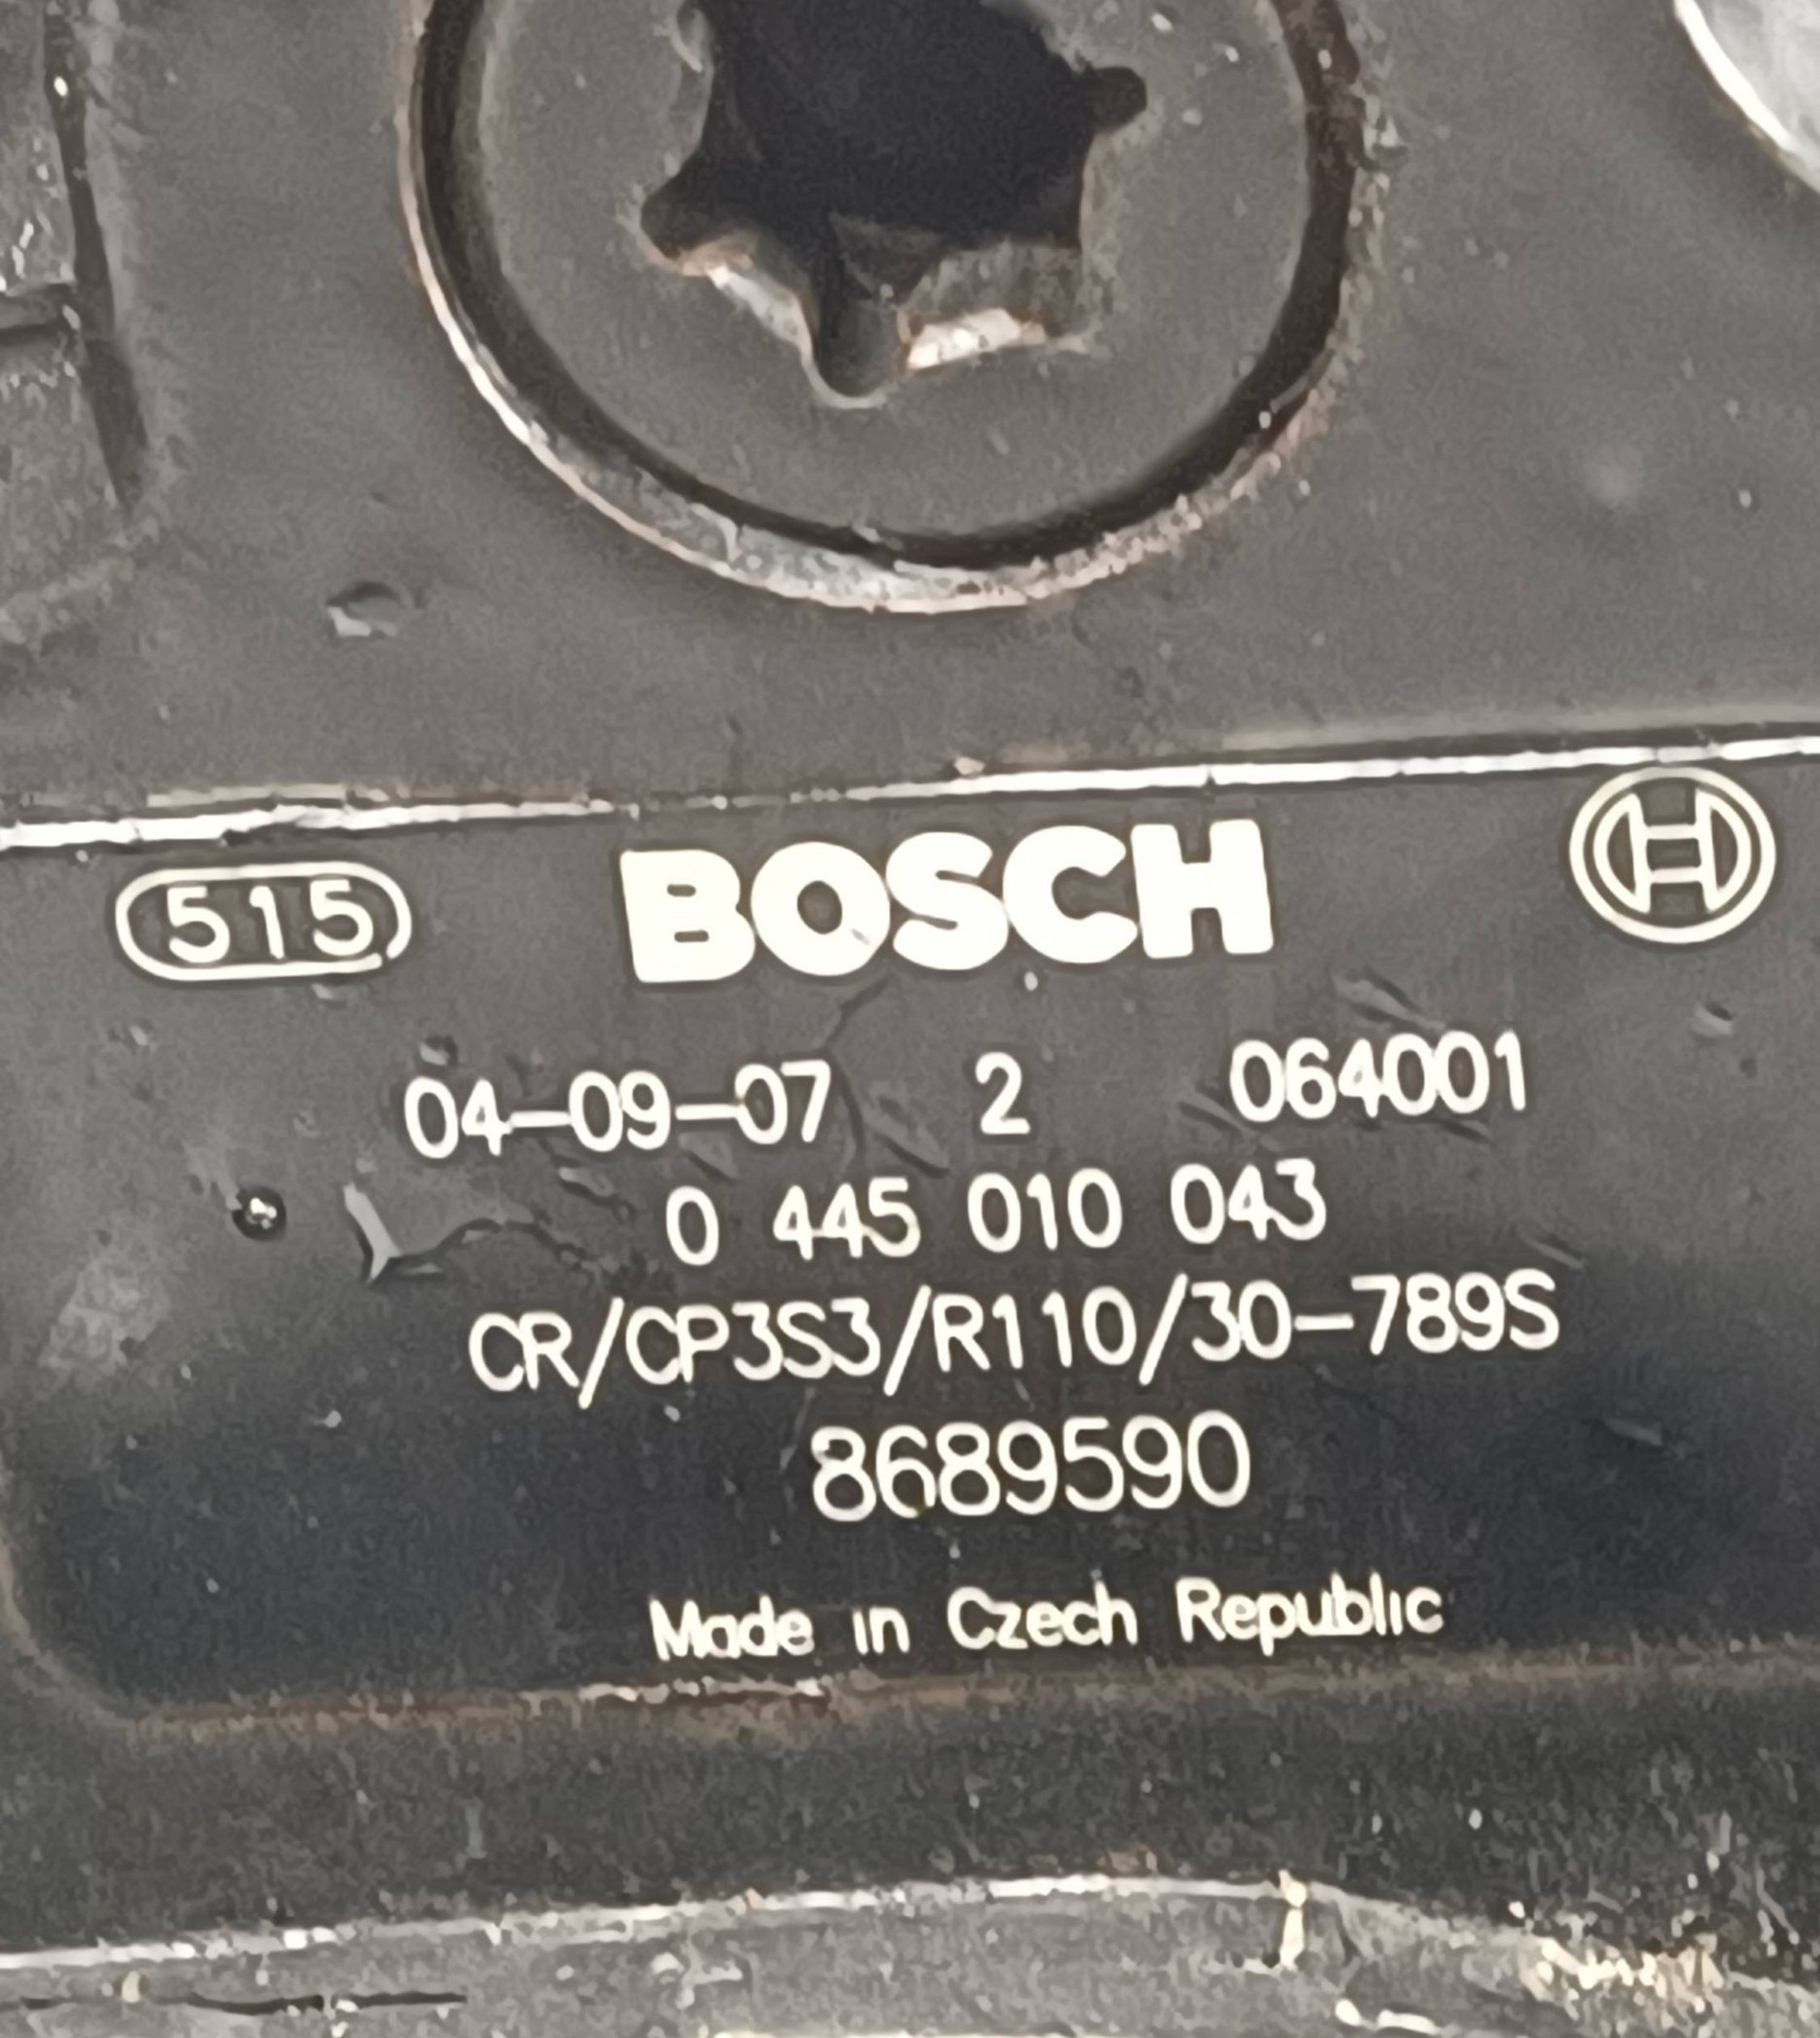 515 BOSCH
04-09-07 2 064001
0 445 010 043
CR/CP3S3/R110/30-789S
8689590
Made in Czech Republic